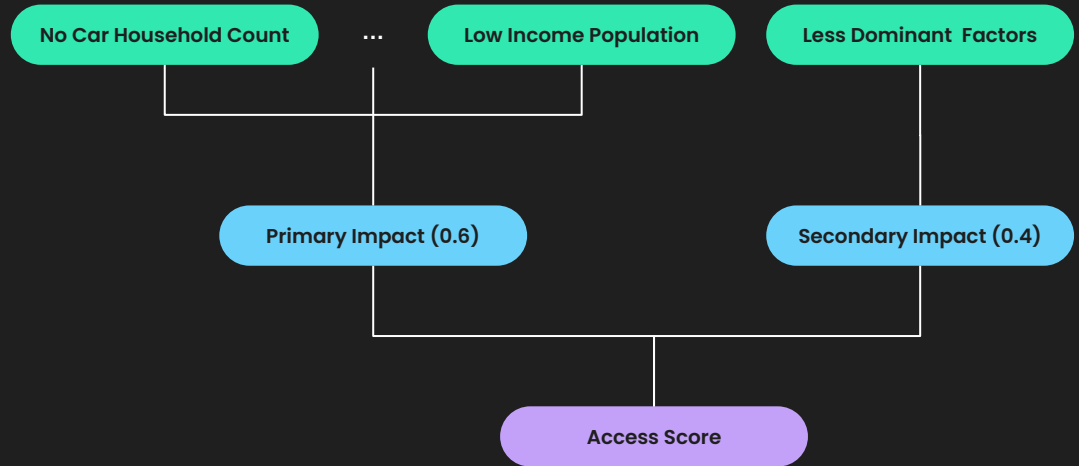 No Car Household Count
...
Low Income Population
Less Dominant Factors
Primary Impact (0.6)
Secondary Impact (0.4)
Access Score